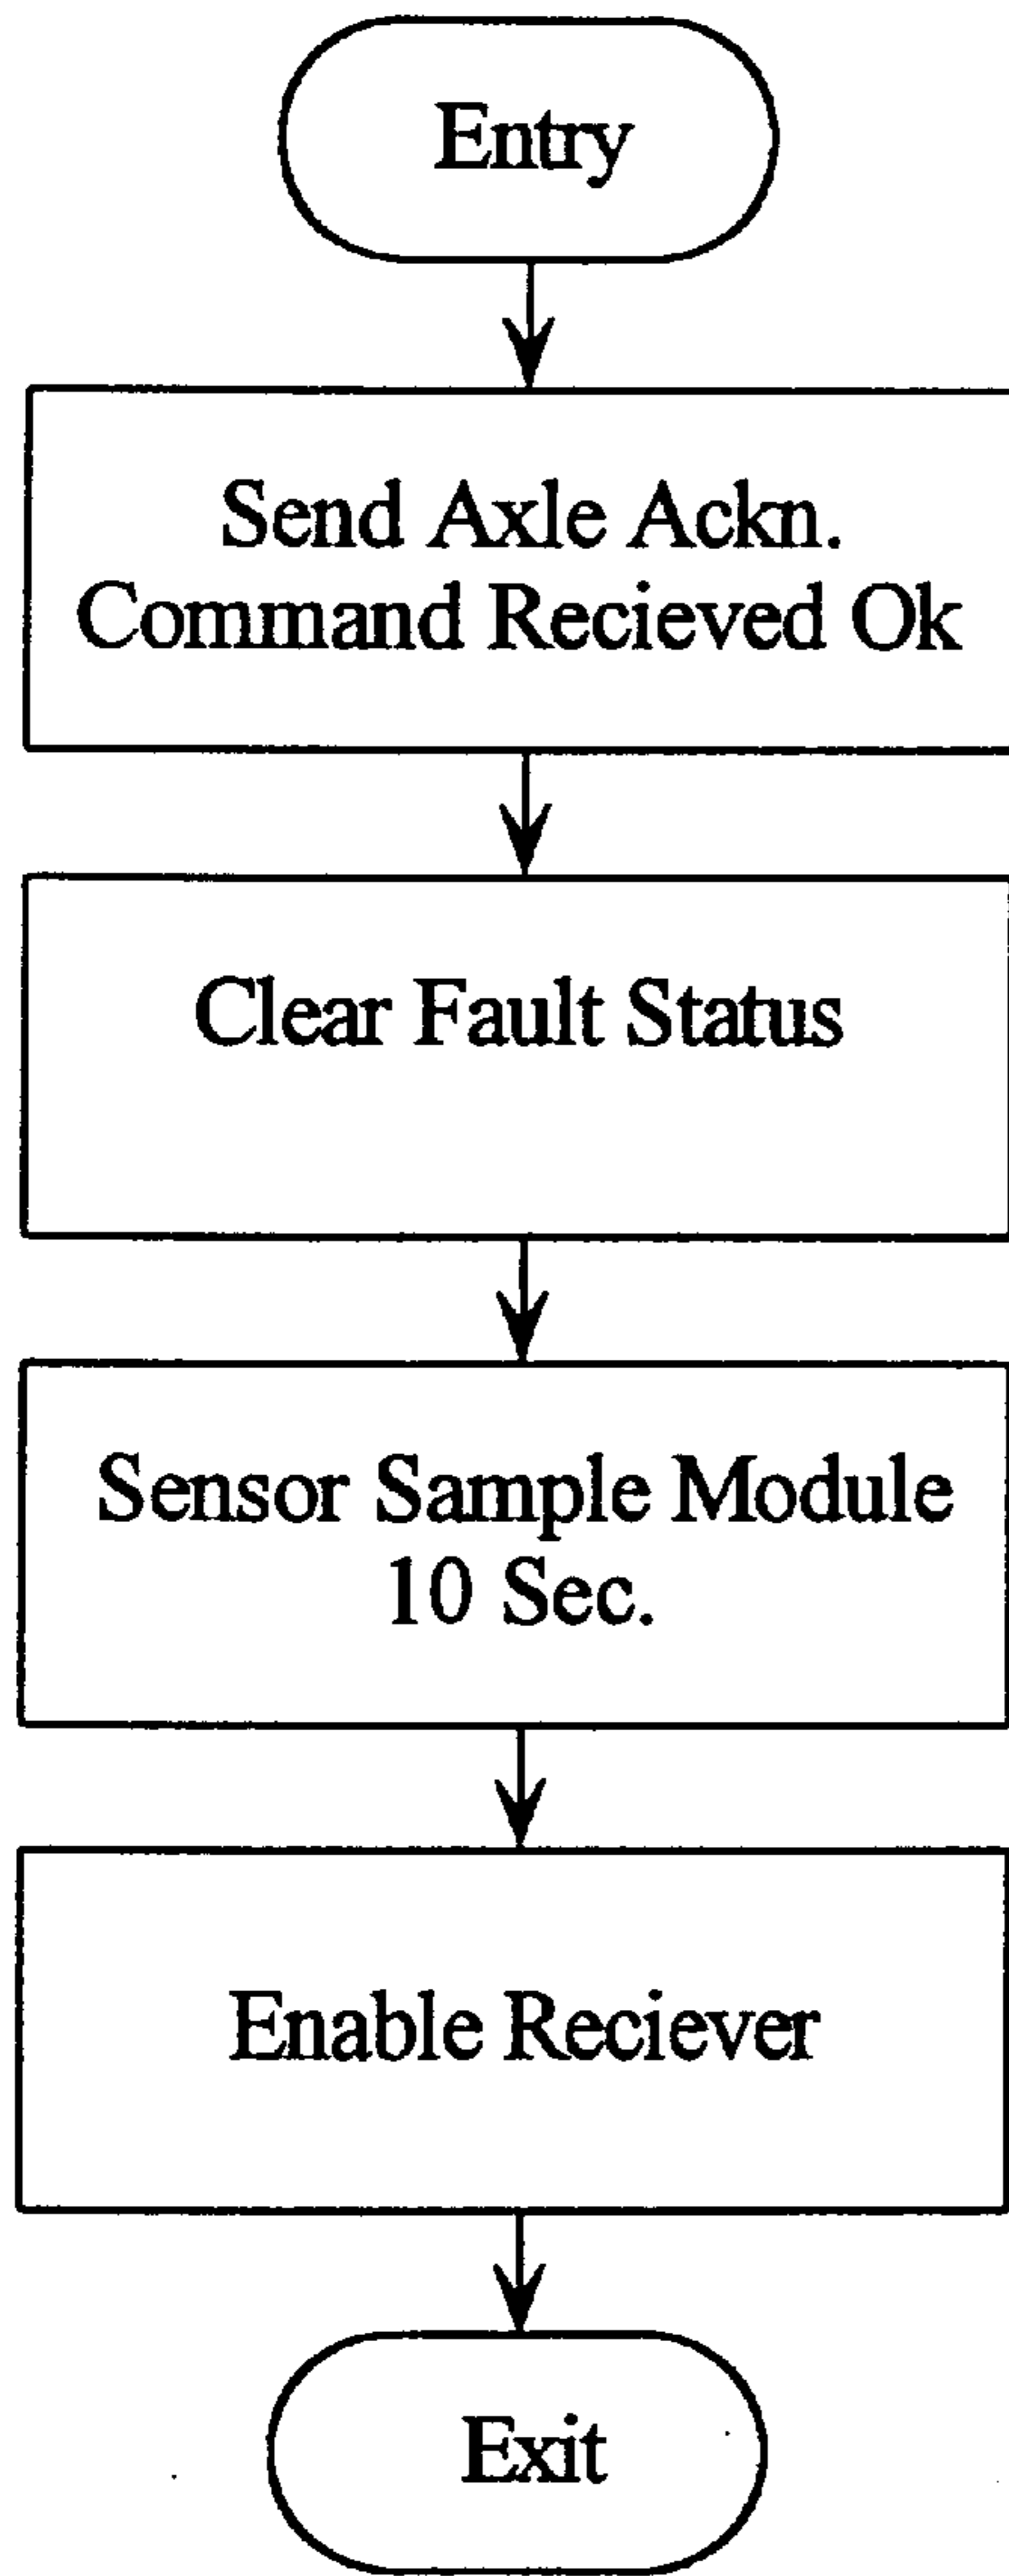 Entry
Send Axle Ackn.
Command Recieved Ok
Clear Fault Status
Sensor Sample Module
10 Sec.
Enable Reciever
Exit